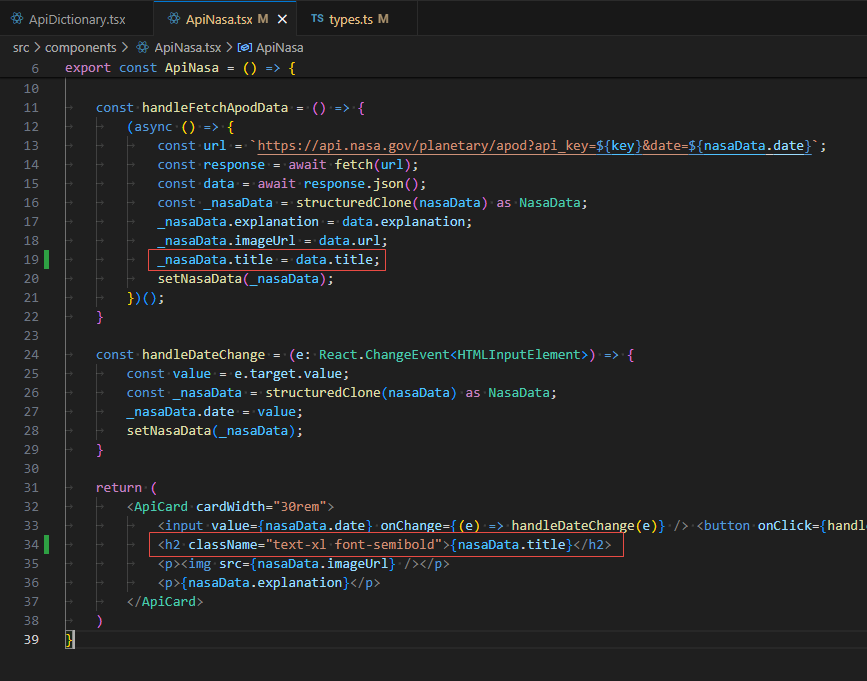 ApiDictionary.tsx ApiNasa.tsx M TS types.ts M
src > components > ApiNasa.tsx > ApiNasa
6 export const ApiNasa = () => {
10
11 const handleFetchApodData = () => {
12 (async () => {
13 const url = `https://api.nasa.gov/planetary/apod?api_key=${key}&date=${nasaData.date}`;
14 const response = await fetch(url);
15 const data = await response.json();
16 const _nasaData = structuredClone(nasaData) as NasaData;
17 _nasaData.explanation = data.explanation;
18 _nasaData.imageUrl = data.url;
19 _nasaData.title = data.title;
20 setNasaData(_nasaData);
21 })();
22 }
23
24 const handleDateChange = (e: React.ChangeEvent<HTMLInputElement>) => {
25 const value = e.target.value;
26 const _nasaData = structuredClone(nasaData) as NasaData;
27 _nasaData.date = value;
28 setNasaData(_nasaData);
29 }
30
31 return (
32 <ApiCard cardWidth="30rem">
33 <input value={nasaData.date} onChange={(e) => handleDateChange(e)} /> <button onClick={handl
34 <h2 className="text-xl font-semibold">{nasaData.title}</h2>
35 <p><img src={nasaData.imageUrl} /></p>
36 <p>{nasaData.explanation}</p>
37 </ApiCard>
38 )
39 }